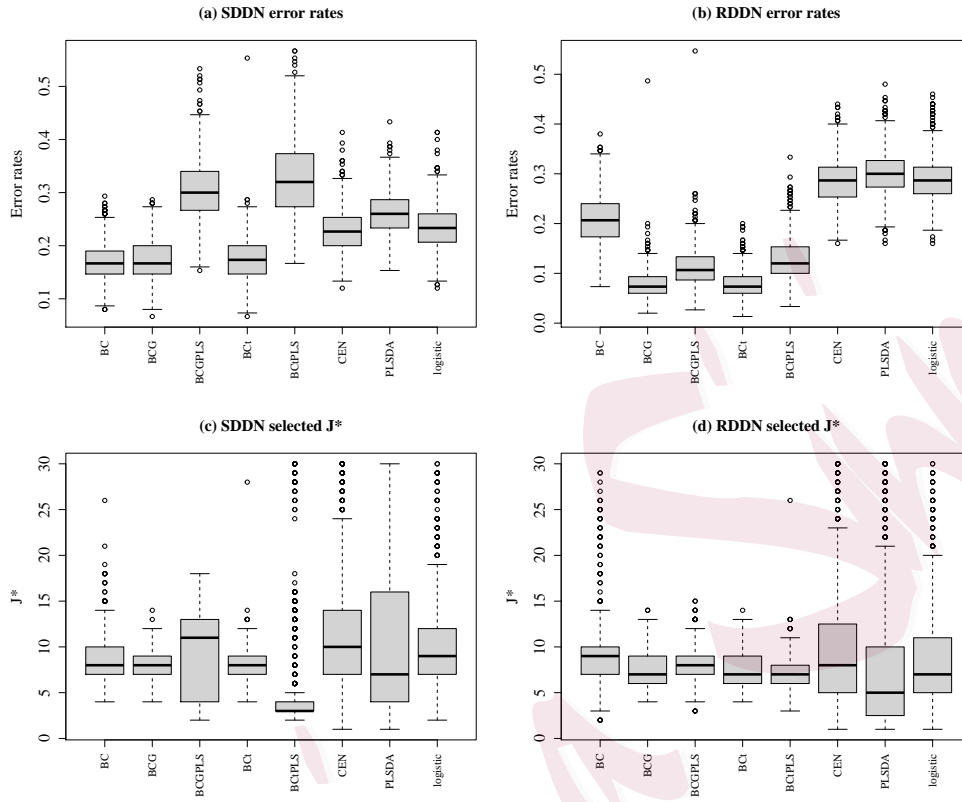 (a) SDDN error rates
Error rates
0.5
0.4
0.3
0.2
0.1
BC
BCG
BCGPLS
BCt
BCtPLS
CEN
PLSDA
logistic
(b) RDDN error rates
Error rates
0.5
0.4
0.3
0.2
0.1
0.0
BC
BCG
BCGPLS
BCt
BCtPLS
CEN
PLSDA
logistic
(c) SDDN selected J*
J*
30
25
20
15
10
5
0
BC
BCG
BCGPLS
BCt
BCtPLS
CEN
PLSDA
logistic
(d) RDDN selected J*
J*
30
25
20
15
10
5
0
BC
BCG
BCGPLS
BCt
BCtPLS
CEN
PLSDA
logistic